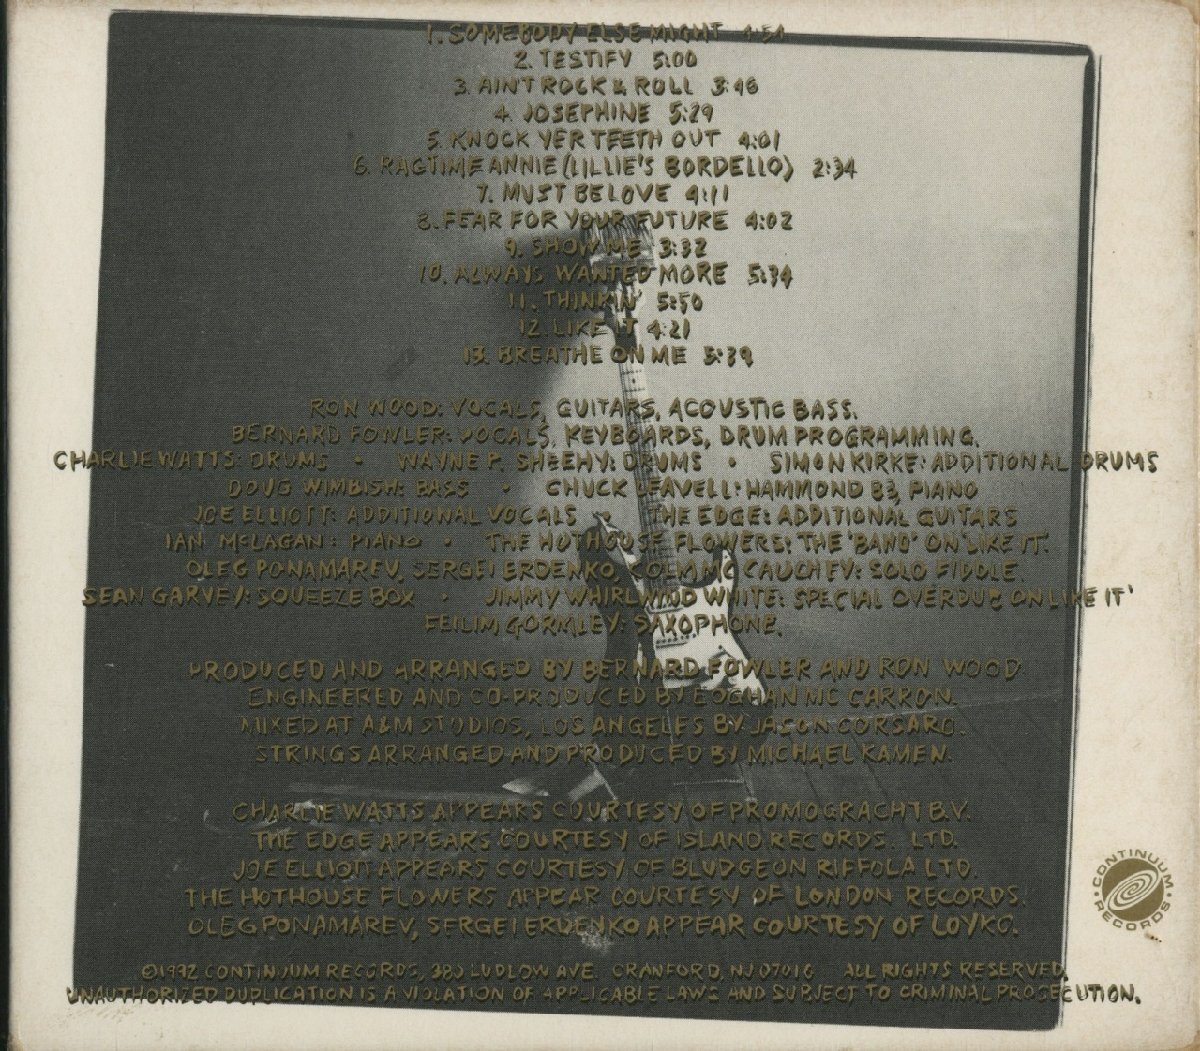 1. SOMEBODY ELSE MIGHT 4:54
2. TESTIFY 5:00
3. AIN'T ROCK & ROLL 3:46
4. JOSEPHINE 5:29
5. KNOCK YER TEETH OUT 4:01
6. RAGTIME ANNIE (LILLIE'S BORDELLO) 2:34
7. MUST BE LOVE 4:11
8. FEAR FOR YOUR FUTURE 4:02
9. SHOW ME 3:32
10. ALWAYS WANTED MORE 5:34
11. THINKIN' 5:50
12. LIKE IT 4:21
13. BREATHE ON ME 5:39
RON WOOD: VOCALS, GUITARS, ACOUSTIC BASS.
BERNARD FOWLER: VOCALS, KEYBOARDS, DRUM PROGRAMMING.
CHARLIE WATTS: DRUMS • WAYNE P. SHEEHY: DRUMS • SIMON KIRKE: ADDITIONAL DRUMS
DOUG WIMBISH: BASS • CHUCK LEAVELL: HAMMOND B3, PIANO
JOE ELLIOTT: ADDITIONAL VOCALS • THE EDGE: ADDITIONAL GUITARS
IAN McLAGAN: PIANO • THE HOTHOUSE FLOWERS: THE 'BAND' ON 'LIKE IT'.
OLEG PONAMAREV, SERGEI ERDENKO, COLM MC CAUGHEY: SOLO FIDDLE.
SEAN GARVEY: SQUEEZE BOX • JIMMY WHIRLWIND WHITE: SPECIAL OVERDUB ON 'LIKE IT'
FEILIM GORMLEY: SAXOPHONE.
PRODUCED AND ARRANGED BY BERNARD FOWLER AND RON WOOD
ENGINEERED AND CO-PRODUCED BY EOGHAN MC CARRON.
MIXED AT A&M STUDIOS, LOS ANGELES BY JASON CORSARO.
STRINGS ARRANGED AND PRODUCED BY MICHAEL KAMEN.
CHARLIE WATTS APPEARS COURTESY OF PROMOGRACHT B.V.
THE EDGE APPEARS COURTESY OF ISLAND RECORDS. LTD.
JOE ELLIOTT APPEARS COURTESY OF BLUDGEON RIFFOLA LTD.
THE HOTHOUSE FLOWERS APPEAR COURTESY OF LONDON RECORDS.
OLEG PONAMAREV, SERGEI ERDENKO APPEAR COURTESY OF LOYKO.
©1992 CONTINUUM RECORDS, 380 LUDLOW AVE CRANFORD, NJ 07016 ALL RIGHTS RESERVED.
UNAUTHORIZED DUPLICATION IS A VIOLATION OF APPLICABLE LAWS AND SUBJECT TO CRIMINAL PROSECUTION.
CONTINUUM RECORDS